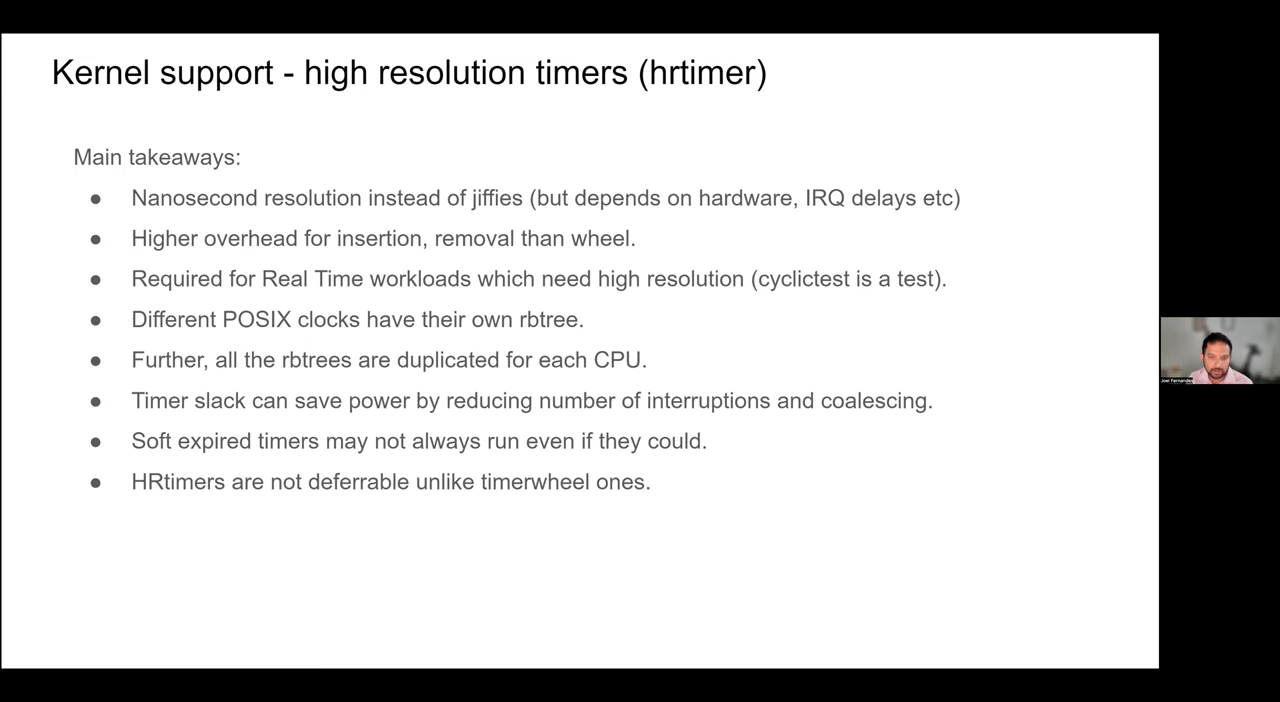 Kernel support - high resolution timers (hrtimer)
Main takeaways:
● Nanosecond resolution instead of jiffies (but depends on hardware, IRQ delays etc)
● Higher overhead for insertion, removal than wheel.
● Required for Real Time workloads which need high resolution (cyclictest is a test).
● Different POSIX clocks have their own rbtree.
● Further, all the rbtrees are duplicated for each CPU.
● Timer slack can save power by reducing number of interruptions and coalescing.
● Soft expired timers may not always run even if they could.
● HRtimers are not deferrable unlike timerwheel ones.
Joel Fernandes